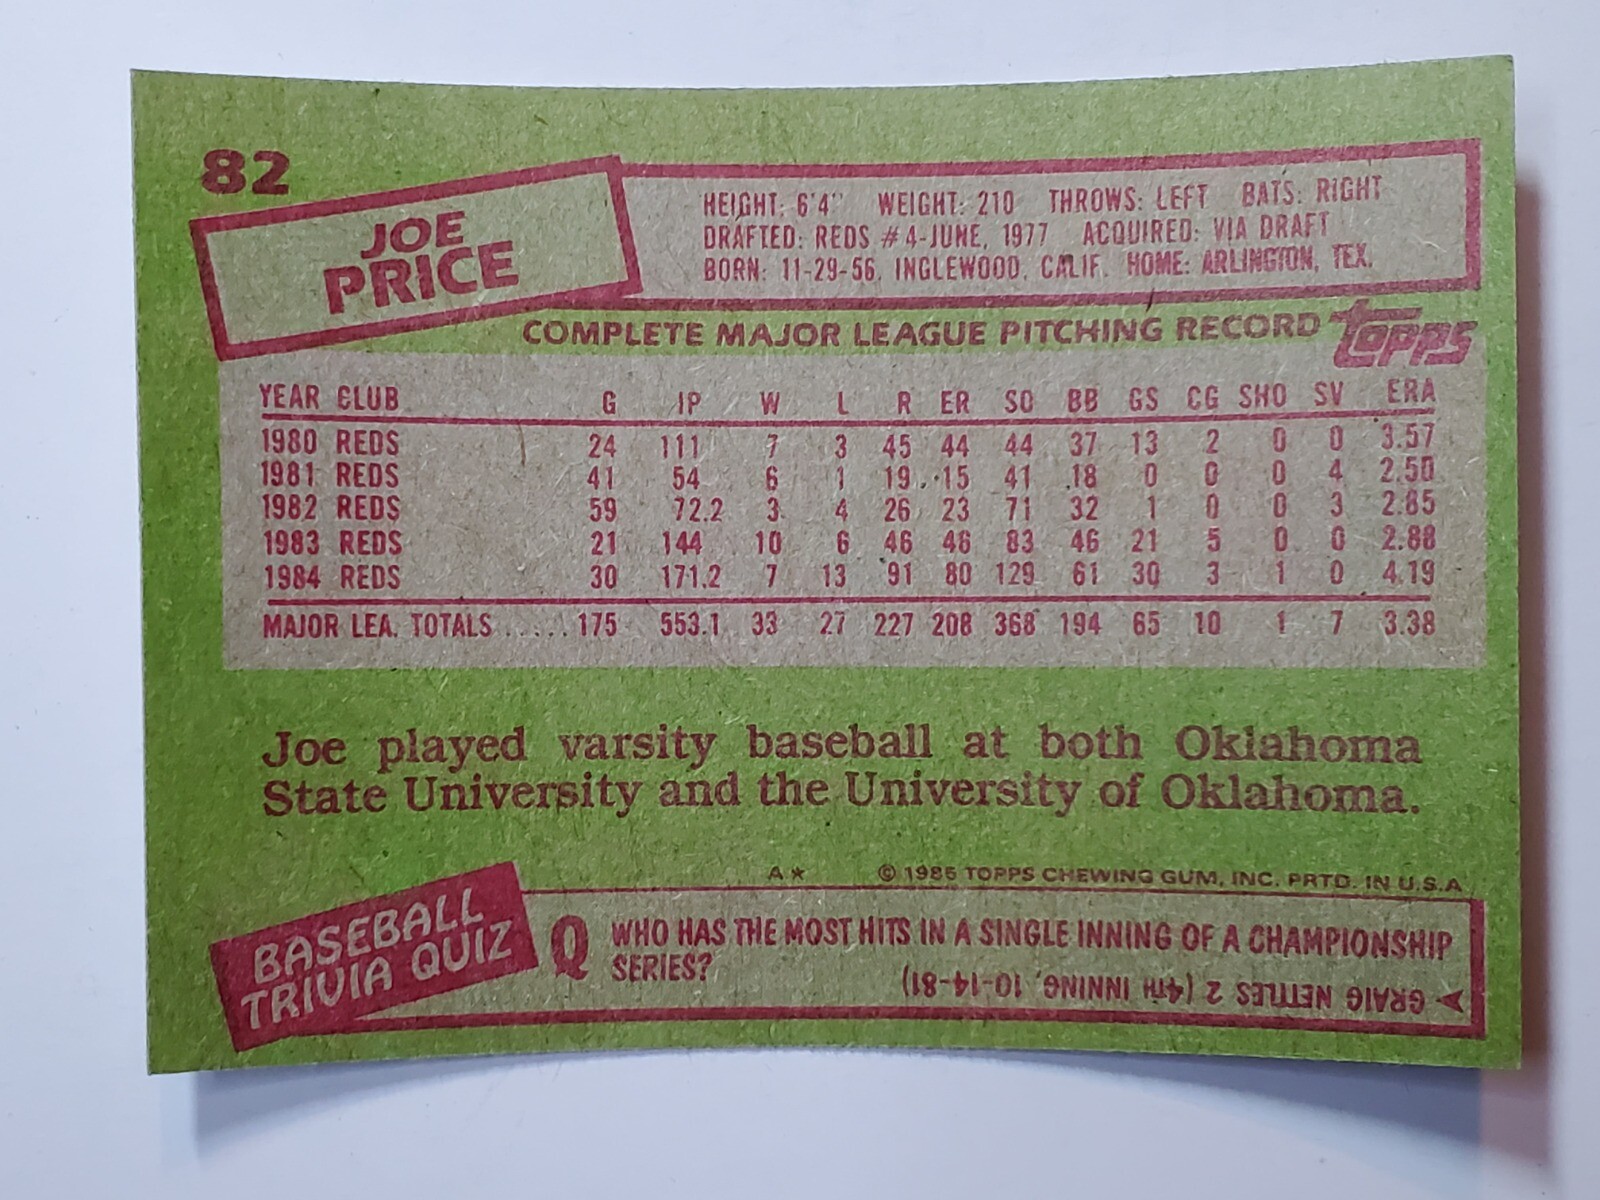 82
JOE
PRICE
HEIGHT: 6'4" WEIGHT: 210 THROWS: LEFT BATS: RIGHT
DRAFTED: REDS #4-JUNE, 1977 ACQUIRED: VIA DRAFT
BORN: 11-29-56, INGLEWOOD, CALIF. HOME: ARLINGTON, TEX.
COMPLETE MAJOR LEAGUE PITCHING RECORD topps
YEAR CLUB G IP W L R ER SO BB GS CG SHO SV ERA
1980 REDS 24 111 7 3 45 44 44 37 13 2 0 0 3.57
1981 REDS 41 54 6 1 19 15 41 18 0 0 0 4 2.50
1982 REDS 59 72.2 3 4 26 23 71 32 1 0 0 3 2.85
1983 REDS 21 144 10 6 46 46 83 46 21 5 0 0 2.88
1984 REDS 30 171.2 7 13 91 80 129 61 30 3 1 0 4.19
MAJOR LEA. TOTALS ..... 175 553.1 33 27 227 208 368 194 65 10 1 7 3.38
Joe played varsity baseball at both Oklahoma
State University and the University of Oklahoma.
A* © 1985 TOPPS CHEWING GUM, INC. PRTD. IN U.S.A.
BASEBALL
TRIVIA QUIZ
Q WHO HAS THE MOST HITS IN A SINGLE INNING OF A CHAMPIONSHIP
SERIES?
GRAIG NETTLES 2 (4TH INNING, 10-14-81)